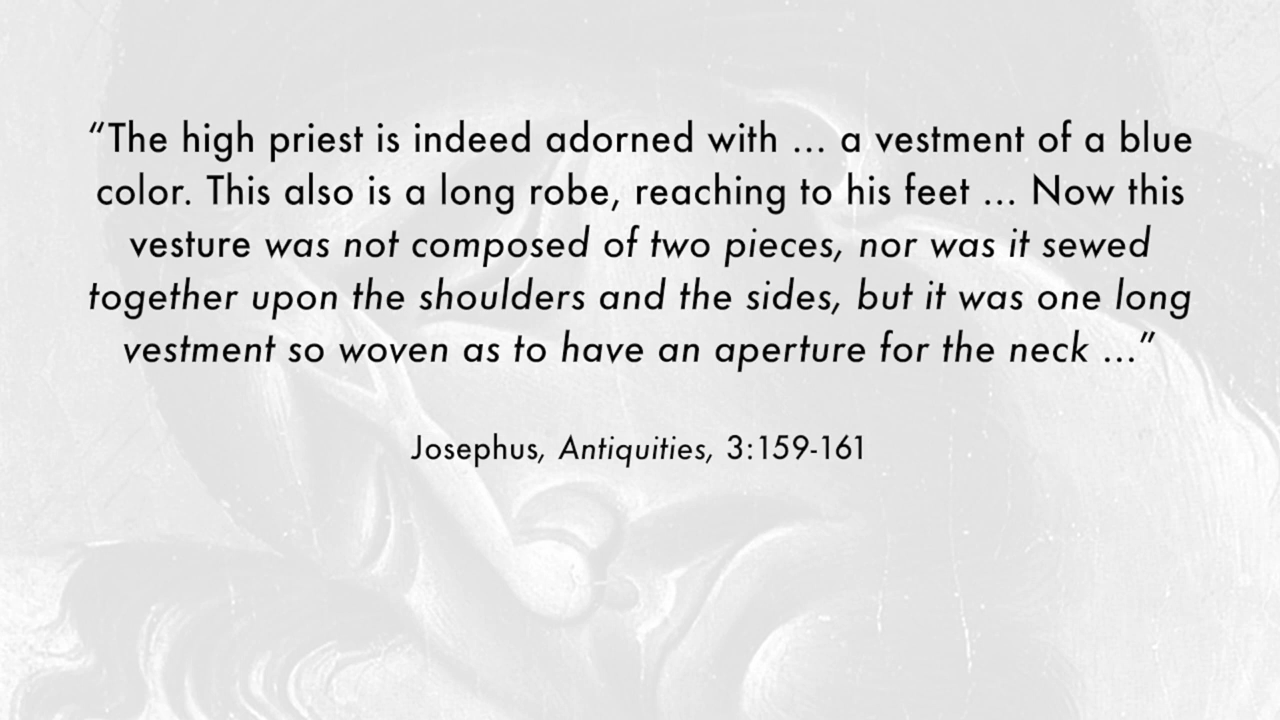 “The high priest is indeed adorned with ... a vestment of a blue
color. This also is a long robe, reaching to his feet ... Now this
vesture was not composed of two pieces, nor was it sewed
together upon the shoulders and the sides, but it was one long
vestment so woven as to have an aperture for the neck ...”
Josephus, Antiquities, 3:159-161